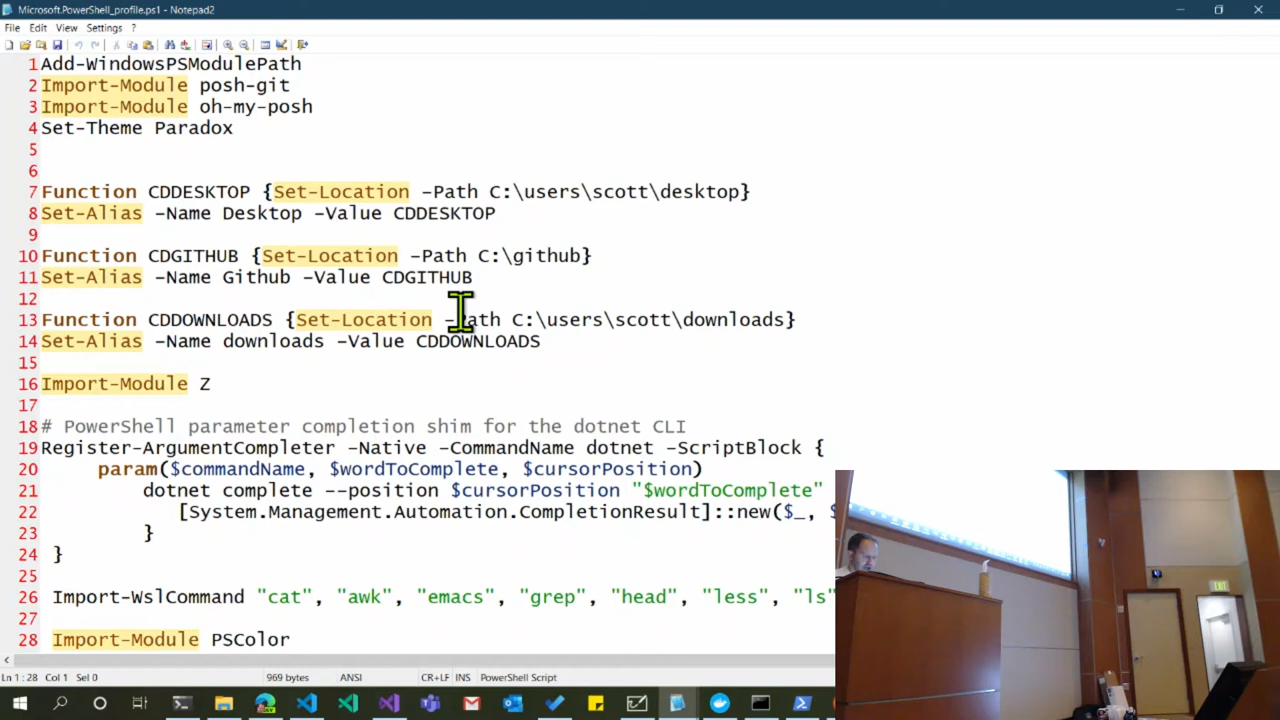 Microsoft.PowerShell_profile.ps1 - Notepad2
File Edit View Settings ?
1 Add-WindowsPSModulePath
2 Import-Module posh-git
3 Import-Module oh-my-posh
4 Set-Theme Paradox
5
6
7 Function CDDESKTOP {Set-Location -Path C:\users\scott\desktop}
8 Set-Alias -Name Desktop -Value CDDESKTOP
9
10 Function CDGITHUB {Set-Location -Path C:\github}
11 Set-Alias -Name Github -Value CDGITHUB
12
13 Function CDDOWNLOADS {Set-Location -Path C:\users\scott\downloads}
14 Set-Alias -Name downloads -Value CDDOWNLOADS
15
16 Import-Module Z
17
18 # PowerShell parameter completion shim for the dotnet CLI
19 Register-ArgumentCompleter -Native -CommandName dotnet -ScriptBlock {
20 param($commandName, $wordToComplete, $cursorPosition)
21 dotnet complete --position $cursorPosition "$wordToComplete"
22 [System.Management.Automation.CompletionResult]::new($_, $
23 }
24 }
25
26 Import-WslCommand "cat", "awk", "emacs", "grep", "head", "less", "ls"
27
28 Import-Module PSColor
Ln 1 : 28 Col 1 Sel 0 969 bytes ANSI CR+LF INS PowerShell Script